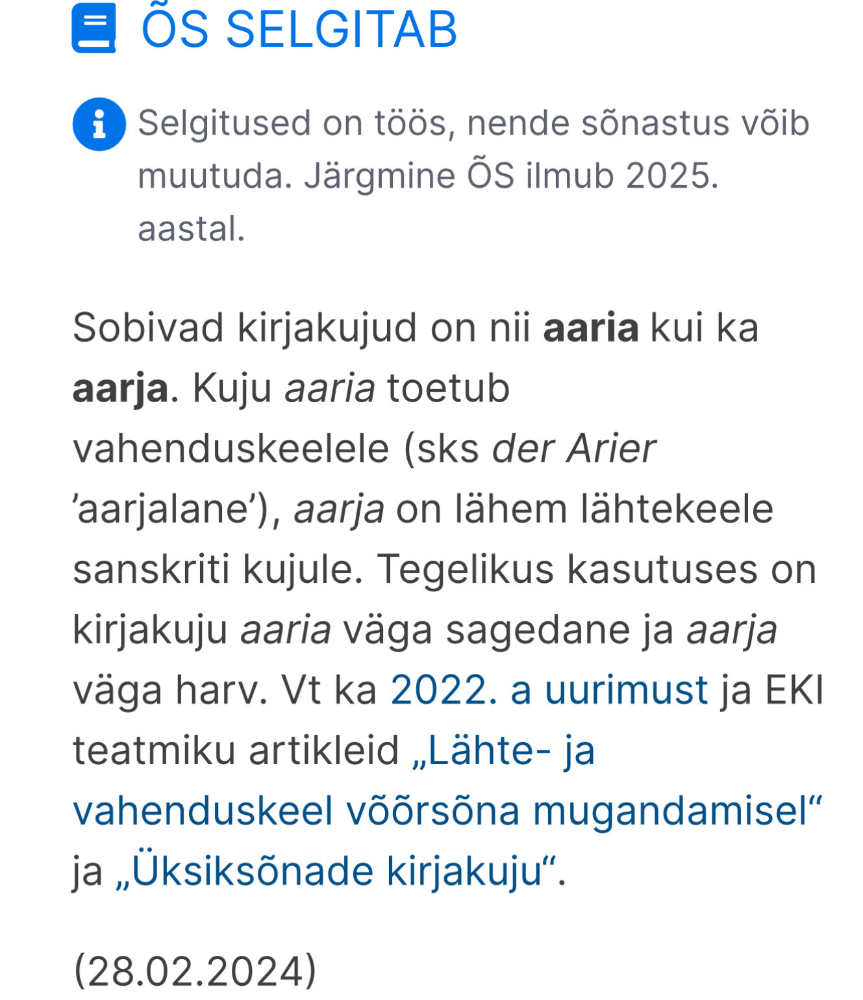 ÕS SELGITAB
Selgitused on töös, nende sõnastus võib
muutuda. Järgmine ÕS ilmub 2025.
aastal.
Sobivad kirjakujud on nii aaria kui ka
aarja. Kuju aaria toetub
vahenduskeelele (sks der Arier
’aarjalane’), aarja on lähem lähtekeele
sanskriti kujule. Tegelikus kasutuses on
kirjakuju aaria väga sagedane ja aarja
väga harv. Vt ka 2022. a uurimust ja EKI
teatmiku artikleid „Lähte- ja
vahenduskeel võõrsõna mugandamisel“
ja „Üksiksõnade kirjakuju“.
(28.02.2024)